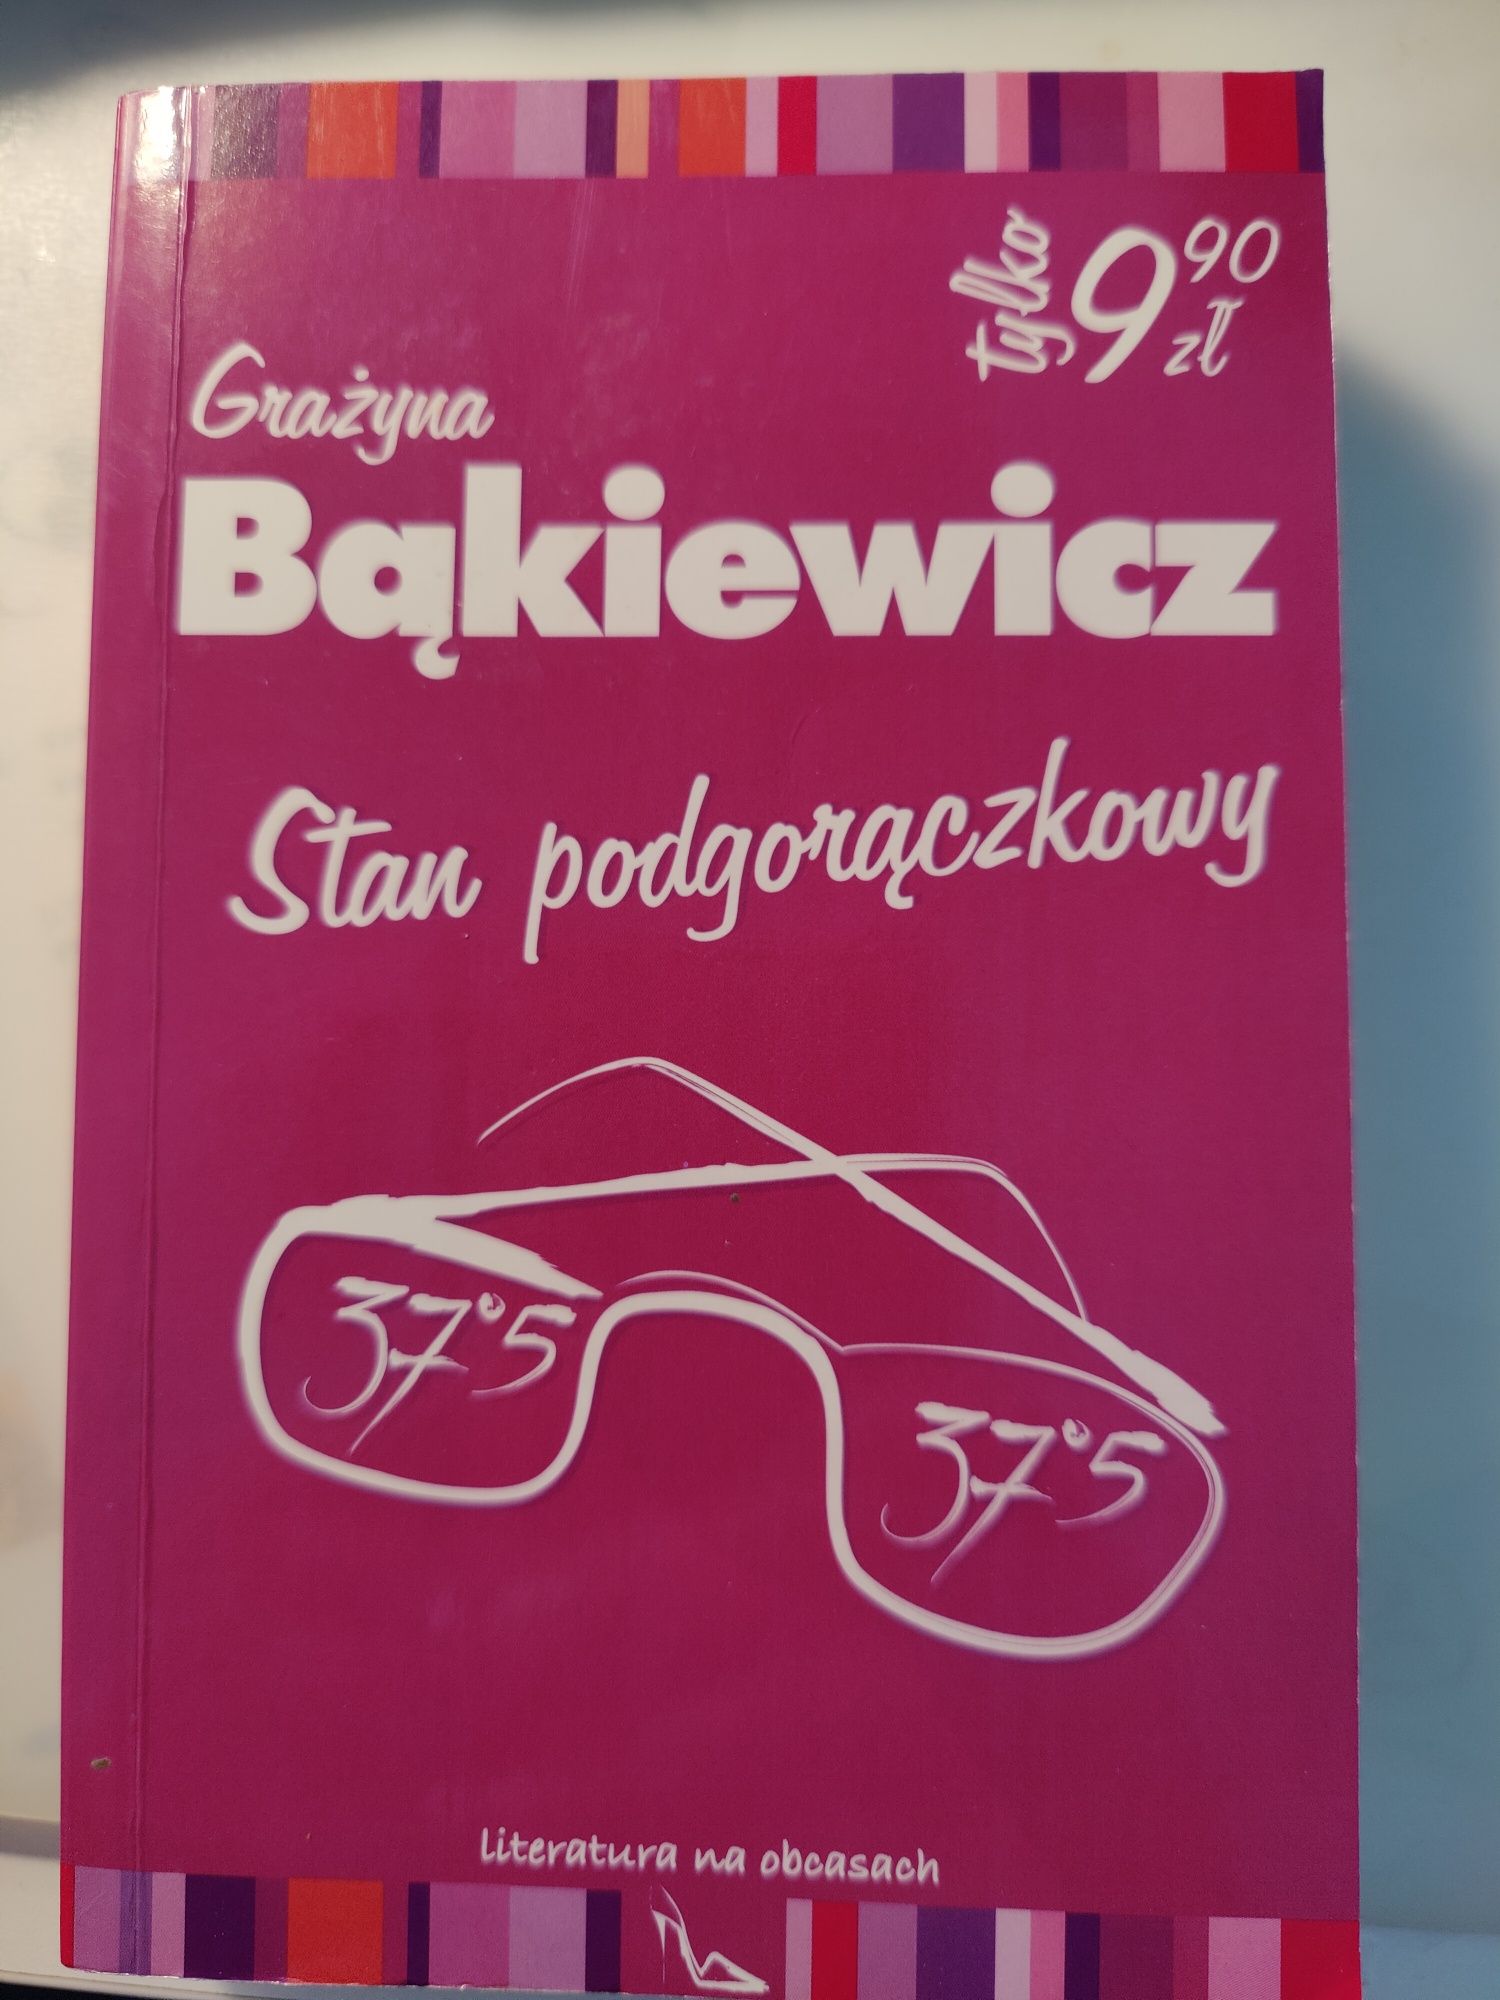 tylko 9 90 zł
Grażyna
Bąkiewicz
Stan podgorączkowy
37°5
37°5
literatura na obcasach